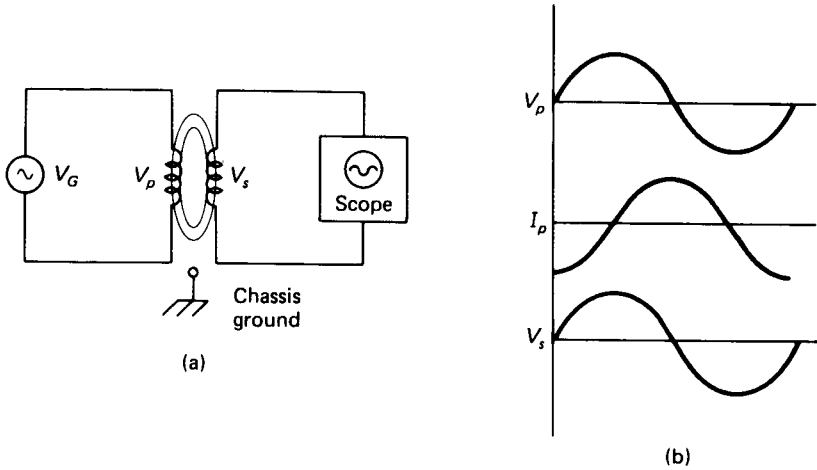 V_G
V_p
V_s
Scope
Chassis
ground
(a)
V_p
I_p
V_s
(b)